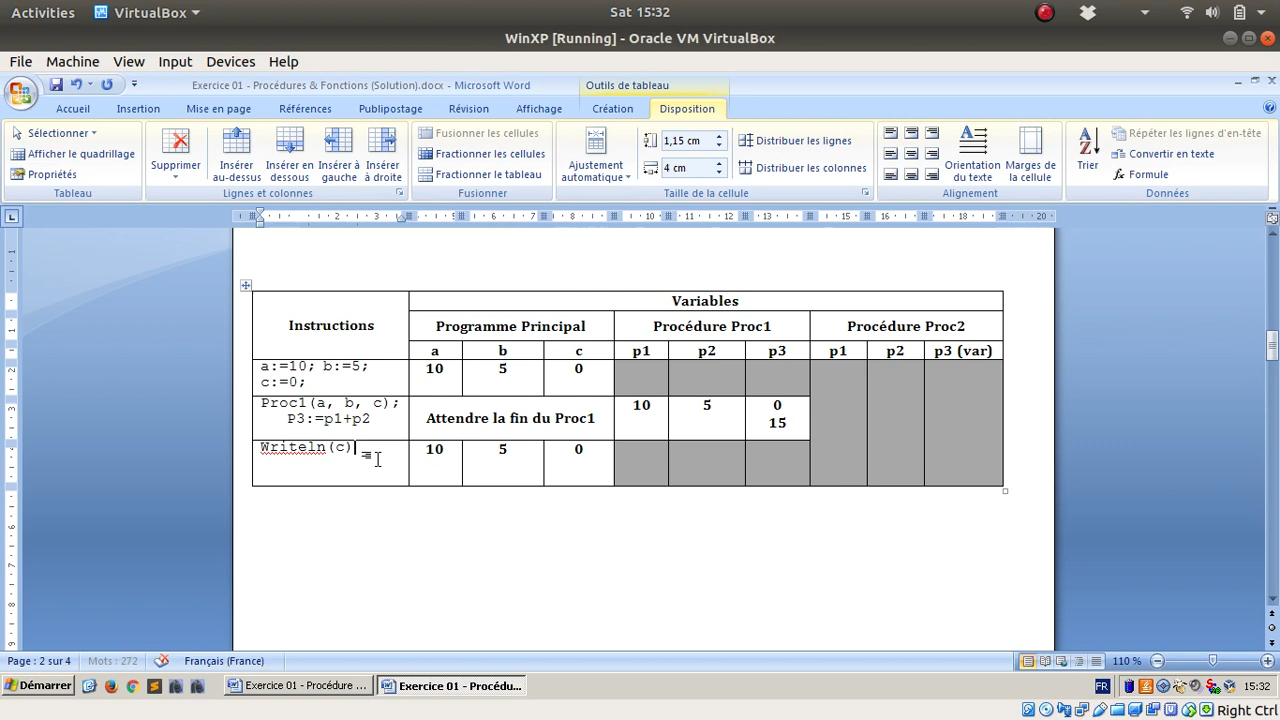 Activities VirtualBox Sat 15:32
WinXP [Running] - Oracle VM VirtualBox
File Machine View Input Devices Help
Exercice 01 - Procédures & Fonctions (Solution).docx - Microsoft Word Outils de tableau
Accueil Insertion Mise en page Références Publipostage Révision Affichage Création Disposition
Sélectionner
Afficher le quadrillage
Propriétés
Tableau
Supprimer
Insérer au-dessus
Insérer en dessous
Insérer à gauche
Insérer à droite
Lignes et colonnes
Fusionner les cellules
Fractionner les cellules
Fractionner le tableau
Fusionner
Ajustement automatique
1,15 cm
4 cm
Distribuer les lignes
Distribuer les colonnes
Taille de la cellule
Orientation du texte
Marges de la cellule
Alignement
Trier
Répéter les lignes d'en-tête
Convertir en texte
Formule
Données
Instructions
Variables
Programme Principal Procédure Proc1 Procédure Proc2
a b c p1 p2 p3 p1 p2 p3 (var)
a:=10; b:=5;
c:=0;
10 5 0
Proc1(a, b, c);
P3:=p1+p2
Attendre la fin du Proc1
10 5 0
15
Writeln(c)
10 5 0
Page : 2 sur 4 Mots : 272 Français (France) 110 %
Démarrer Exercice 01 - Procédure ... Exercice 01 - Procédu... FR 15:32
Right Ctrl